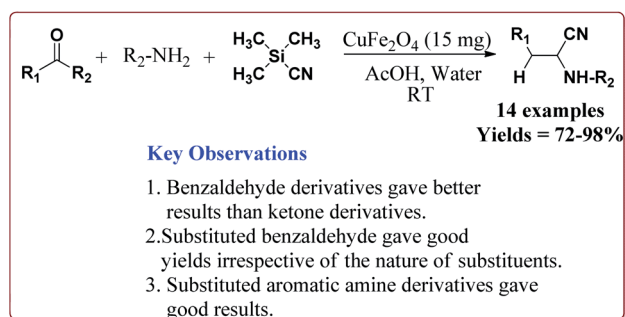 O
R1
R2
+ R2-NH2 +
H3C CH3
Si
H3C CN
CuFe2O4 (15 mg)
AcOH, Water
RT
R1 CN
H NH-R2
14 examples
Yields = 72-98%
Key Observations
1. Benzaldehyde derivatives gave better
results than ketone derivatives.
2.Substituted benzaldehyde gave good
yields irrespective of the nature of substituents.
3. Substituted aromatic amine derivatives gave
good results.